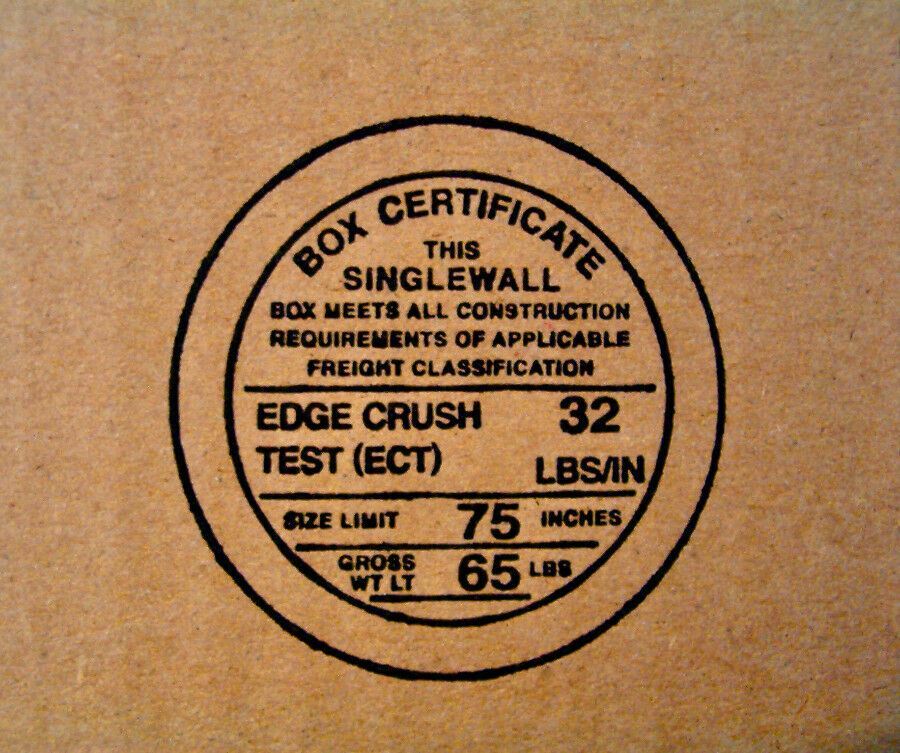 BOX CERTIFICATE
THIS
SINGLEWALL
BOX MEETS ALL CONSTRUCTION
REQUIREMENTS OF APPLICABLE
FREIGHT CLASSIFICATION
EDGE CRUSH 32
TEST (ECT) LBS/IN
SIZE LIMIT 75 INCHES
GROSS
WT LT 65 LBS